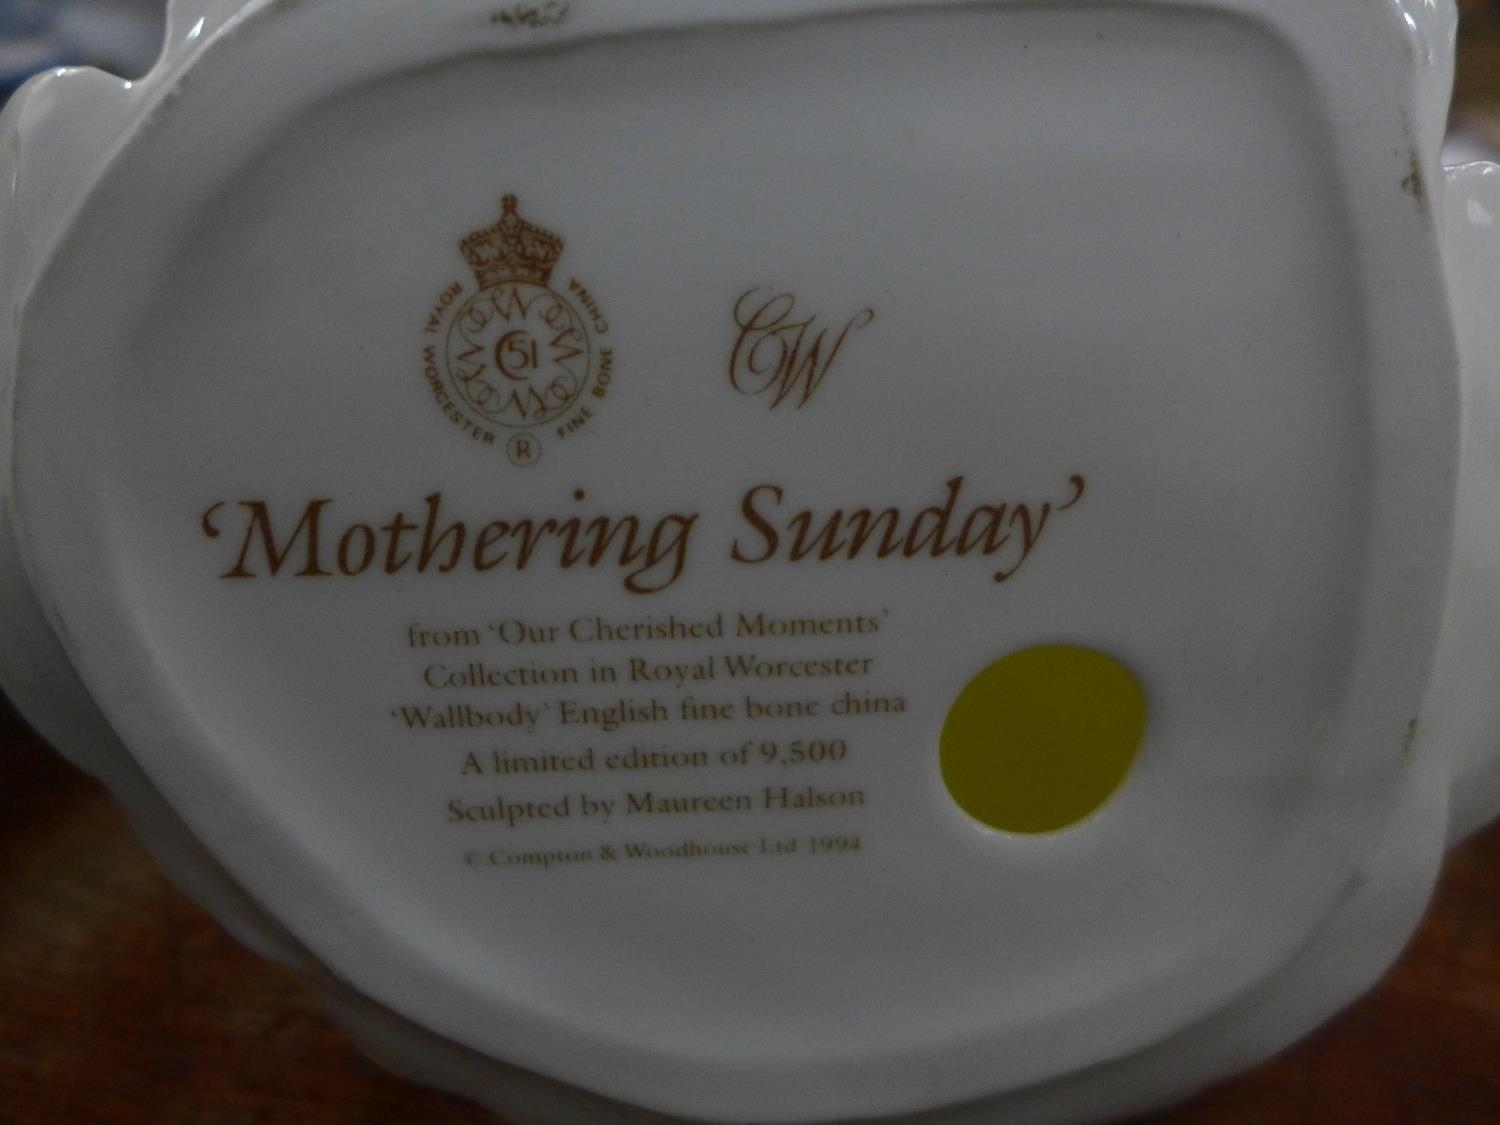 ROYAL WORCESTER FINE BONE CHINA
51
R
CW
‘Mothering Sunday’
from ‘Our Cherished Moments’
Collection in Royal Worcester
‘Wallbody’ English fine bone china
A limited edition of 9,500
Sculpted by Maureen Halson
© Compton & Woodhouse Ltd 1994